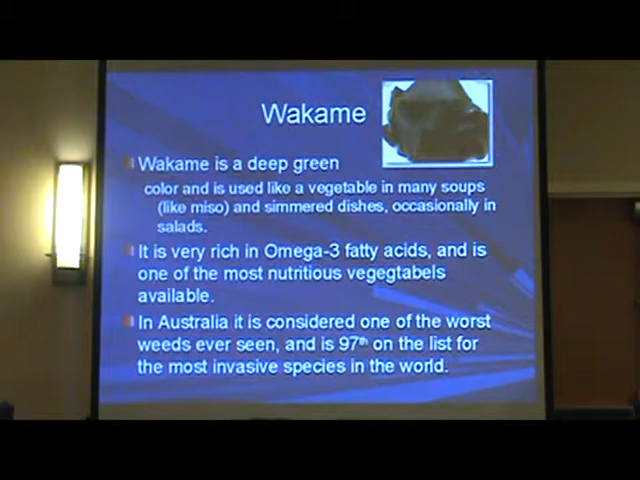 Wakame
Wakame is a deep green
color and is used like a vegetable in many soups
(like miso) and simmered dishes, occasionally in
salads.
It is very rich in Omega-3 fatty acids, and is
one of the most nutritious vegegtabels
available.
In Australia it is considered one of the worst
weeds ever seen, and is 97th on the list for
the most invasive species in the world.